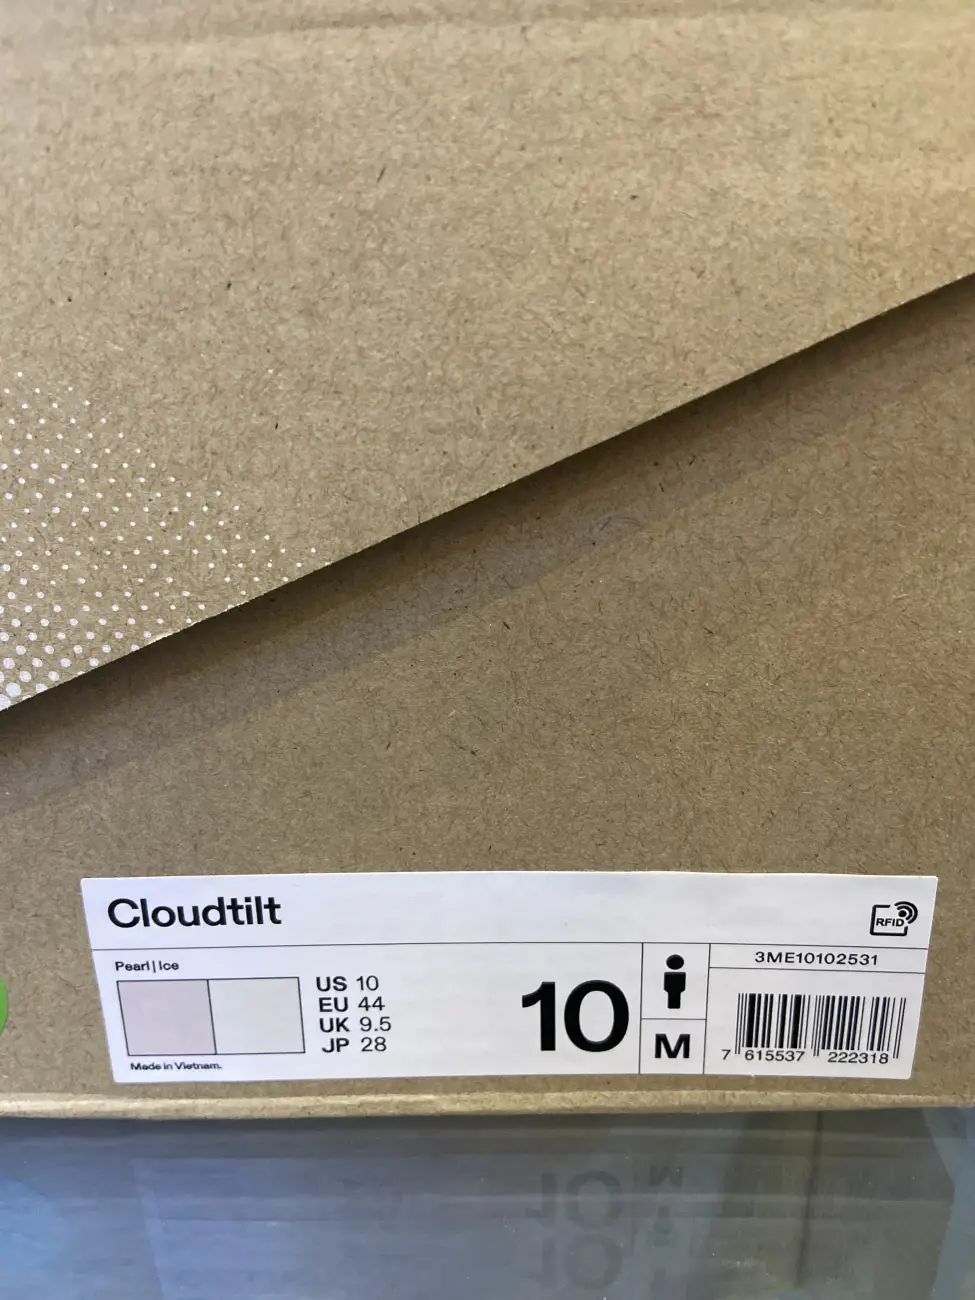 Cloudtilt
RFID
Pearl | Ice
US 10
EU 44
UK 9.5
JP 28
Made in Vietnam.
10
M
3ME10102531
7 615537 222318